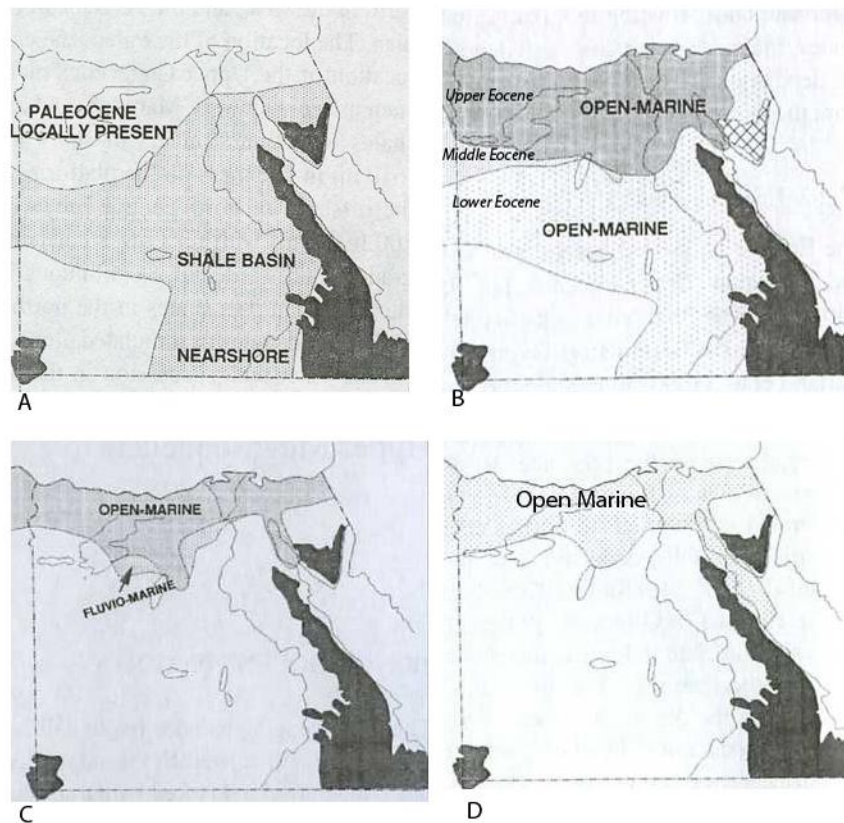 PALEOCENE
LOCALLY PRESENT
SHALE BASIN
NEARSHORE
A
Upper Eocene
OPEN-MARINE
Middle Eocene
Lower Eocene
OPEN-MARINE
B
OPEN-MARINE
FLUVIO-MARINE
C
Open Marine
D